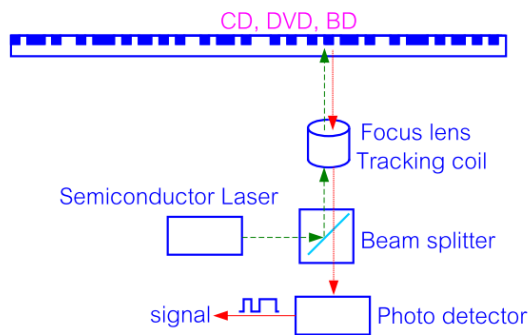 CD, DVD, BD
Focus lens
Tracking coil
Semiconductor Laser
Beam splitter
signal
Photo detector